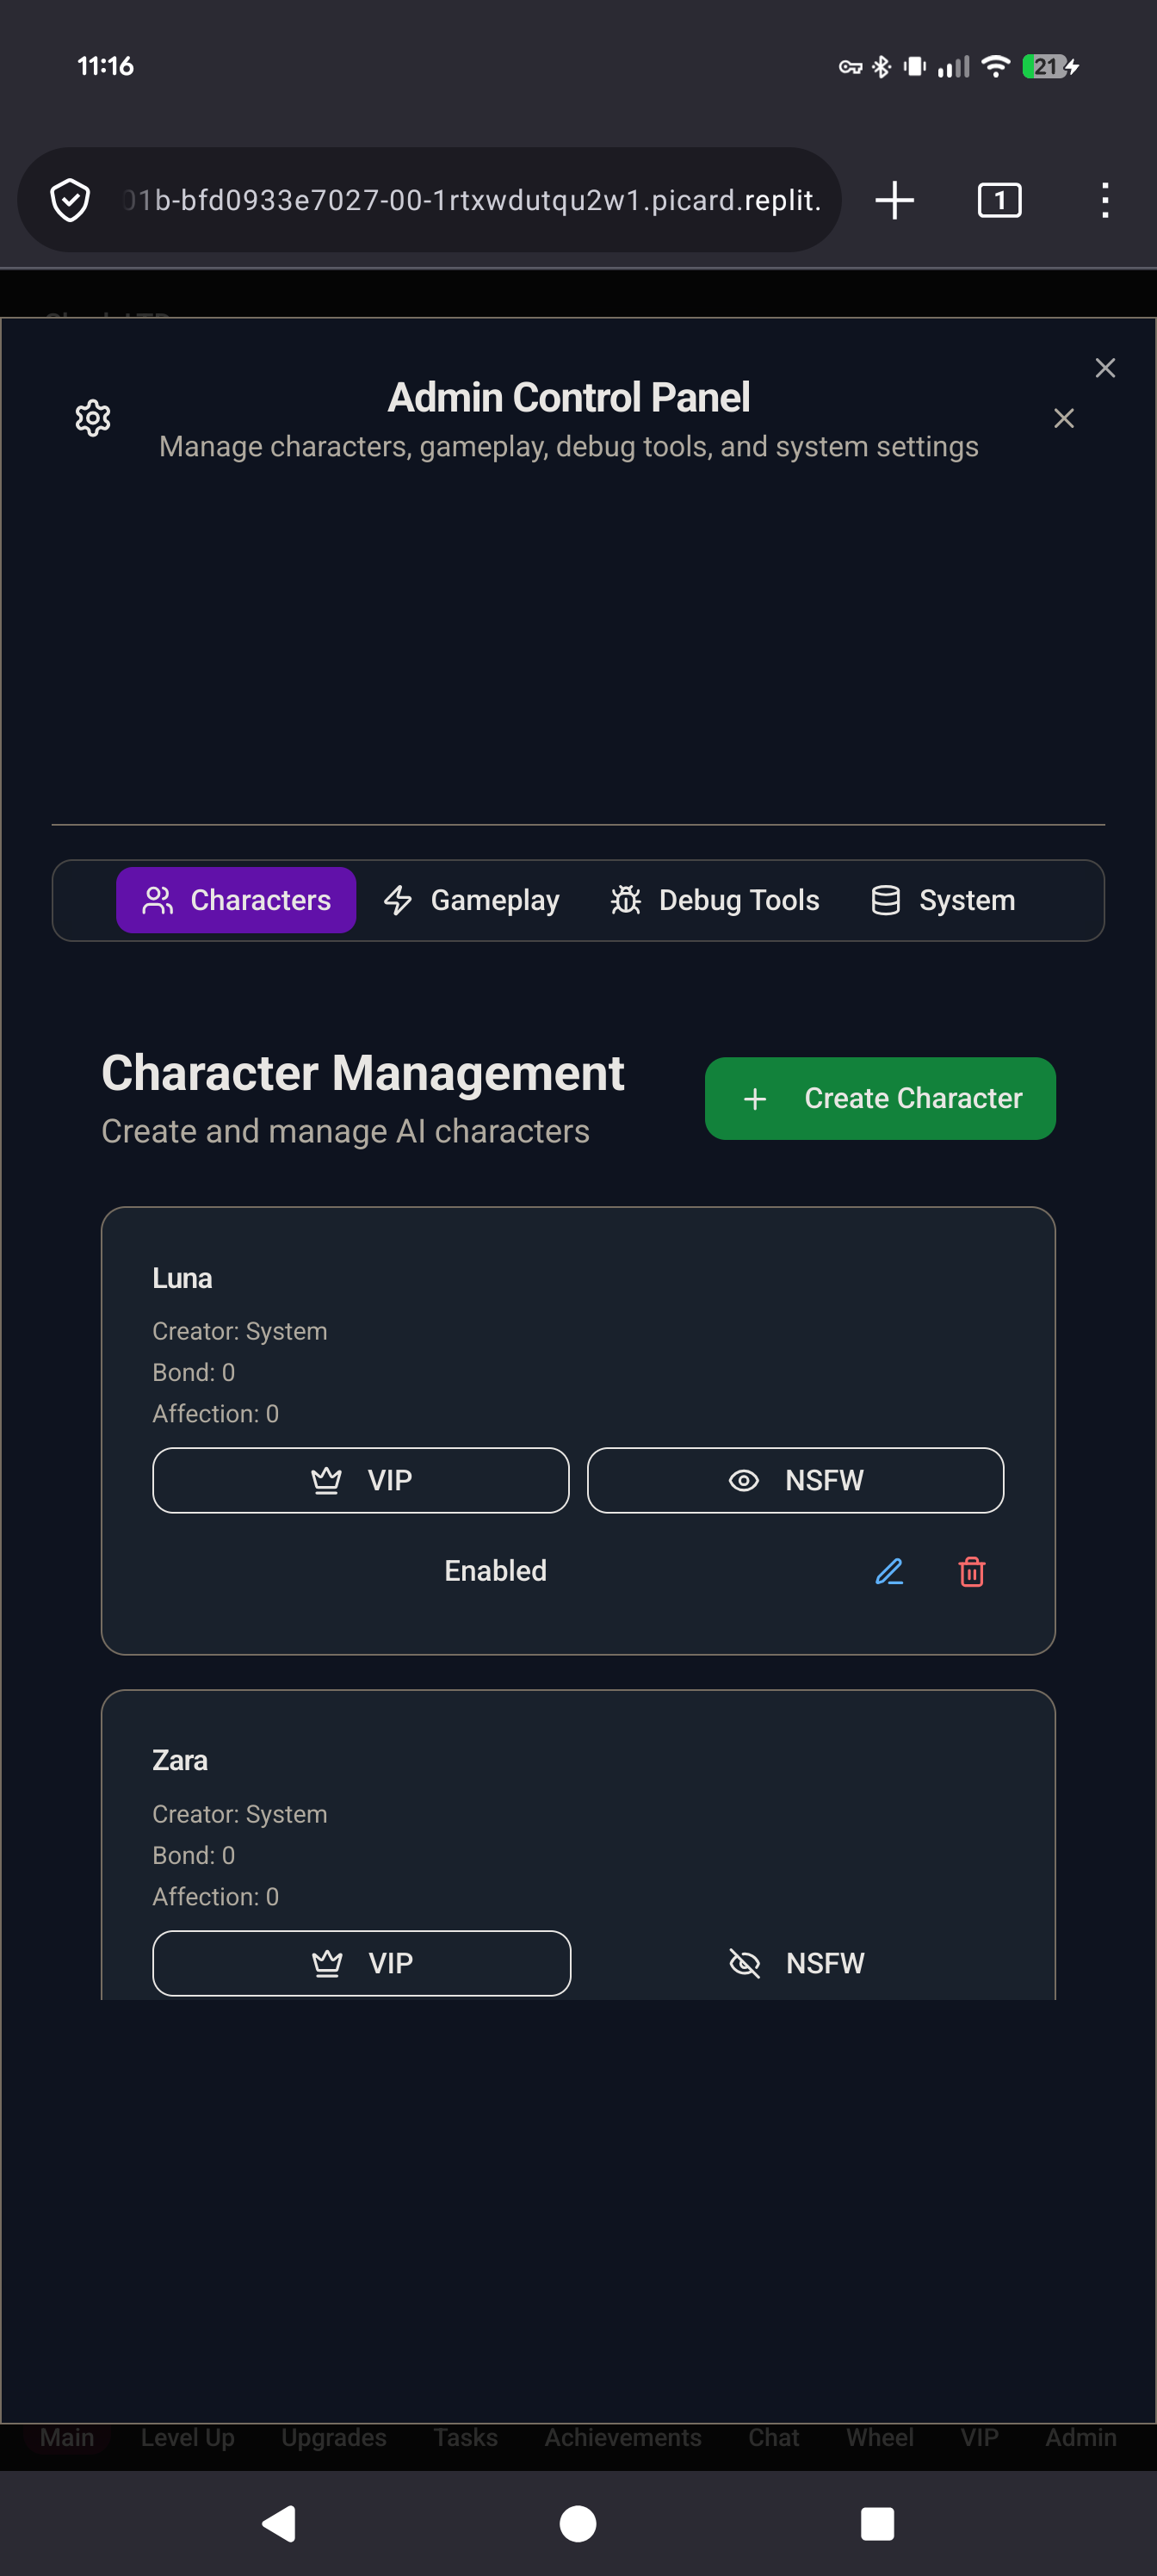 11:16
21
01b-bfd0933e7027-00-1rtxwdutqu2w1.picard.replit.
1
Admin Control Panel
Manage characters, gameplay, debug tools, and system settings
Characters
Gameplay
Debug Tools
System
Character Management
Create and manage AI characters
Create Character
Luna
Creator: System
Bond: 0
Affection: 0
VIP
NSFW
Enabled
Zara
Creator: System
Bond: 0
Affection: 0
VIP
NSFW
Main
Level Up
Upgrades
Tasks
Achievements
Chat
Wheel
VIP
Admin